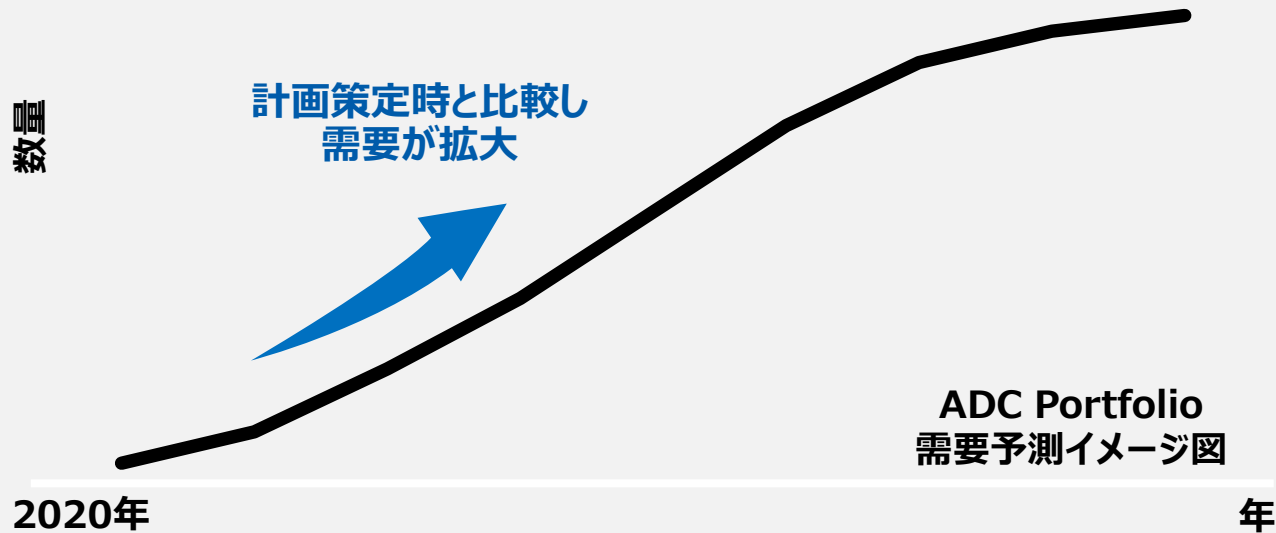 数量
計画策定時と比較し
需要が拡大
ADC Portfolio
需要予測イメージ図
2020年
年